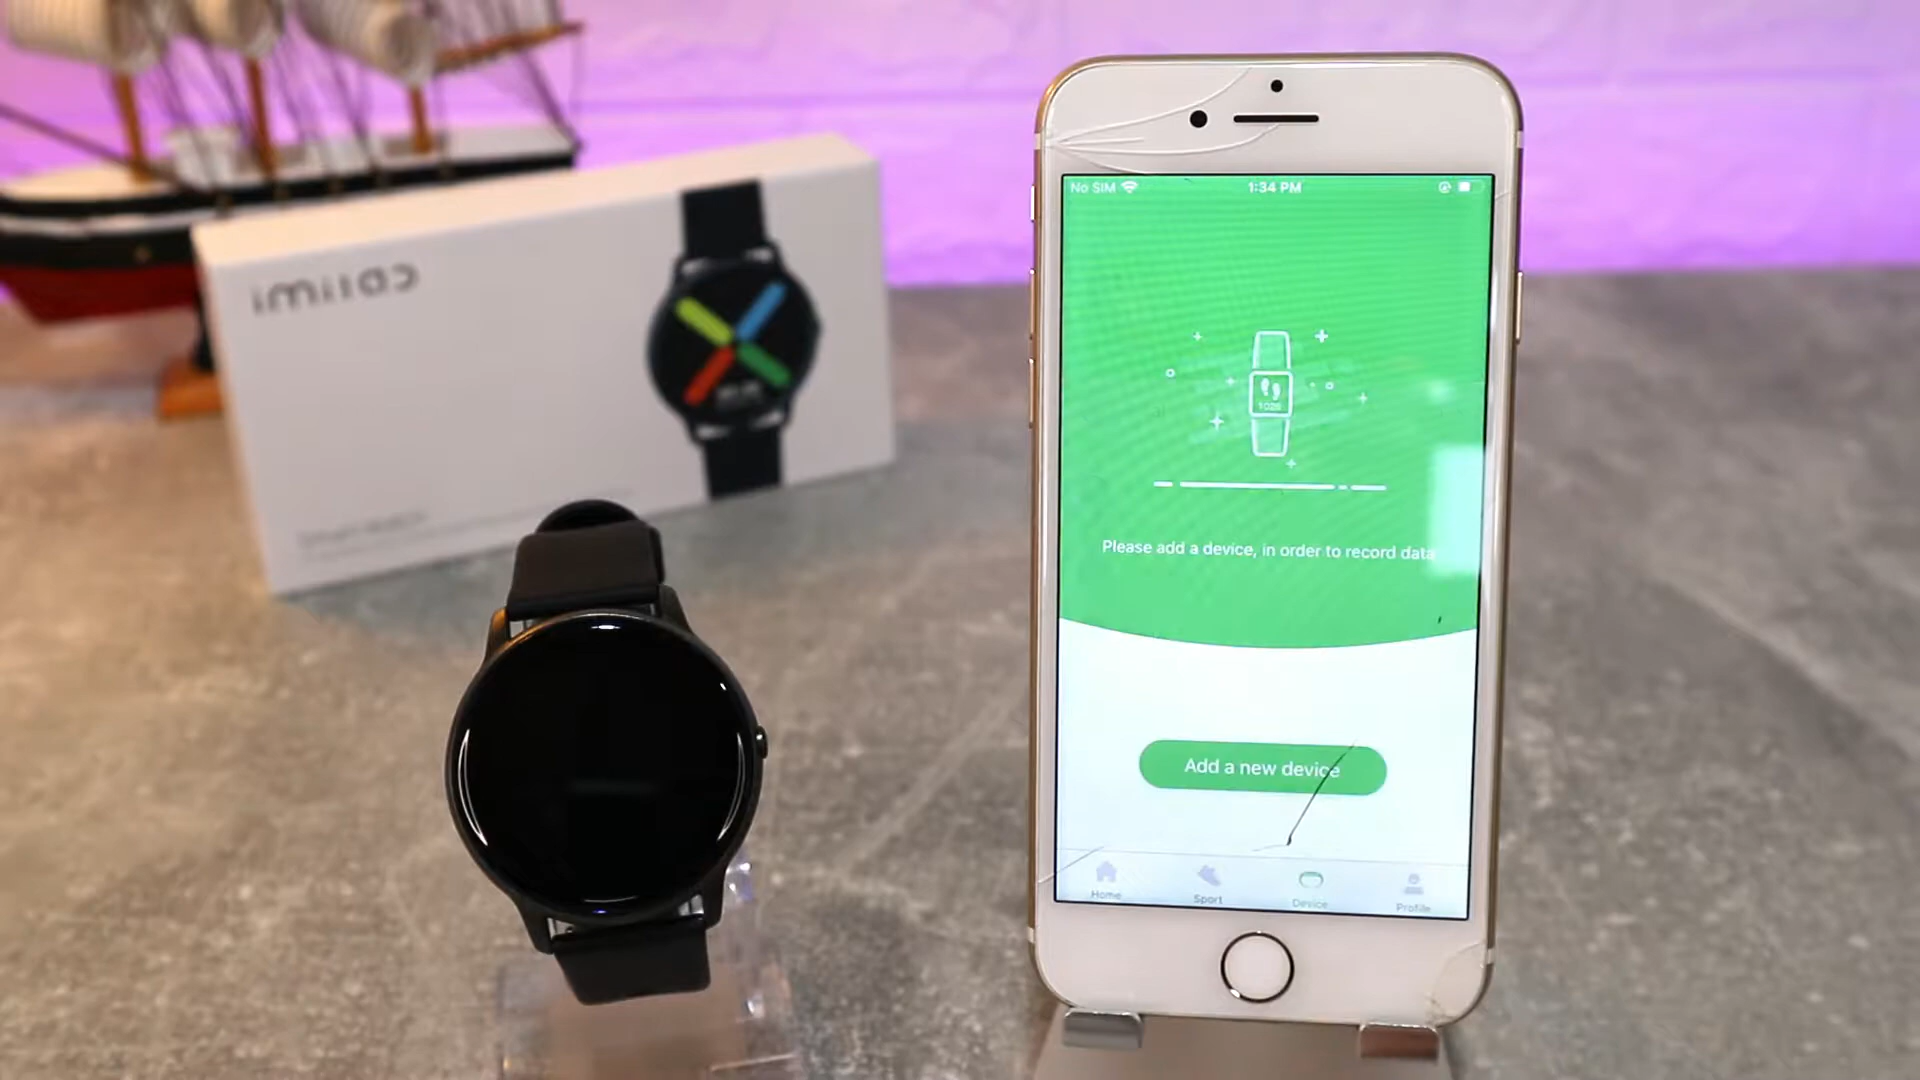 imilab
No SIM
1:34 PM
Please add a device, in order to record data
Add a new device
Home
Sport
Device
Profile